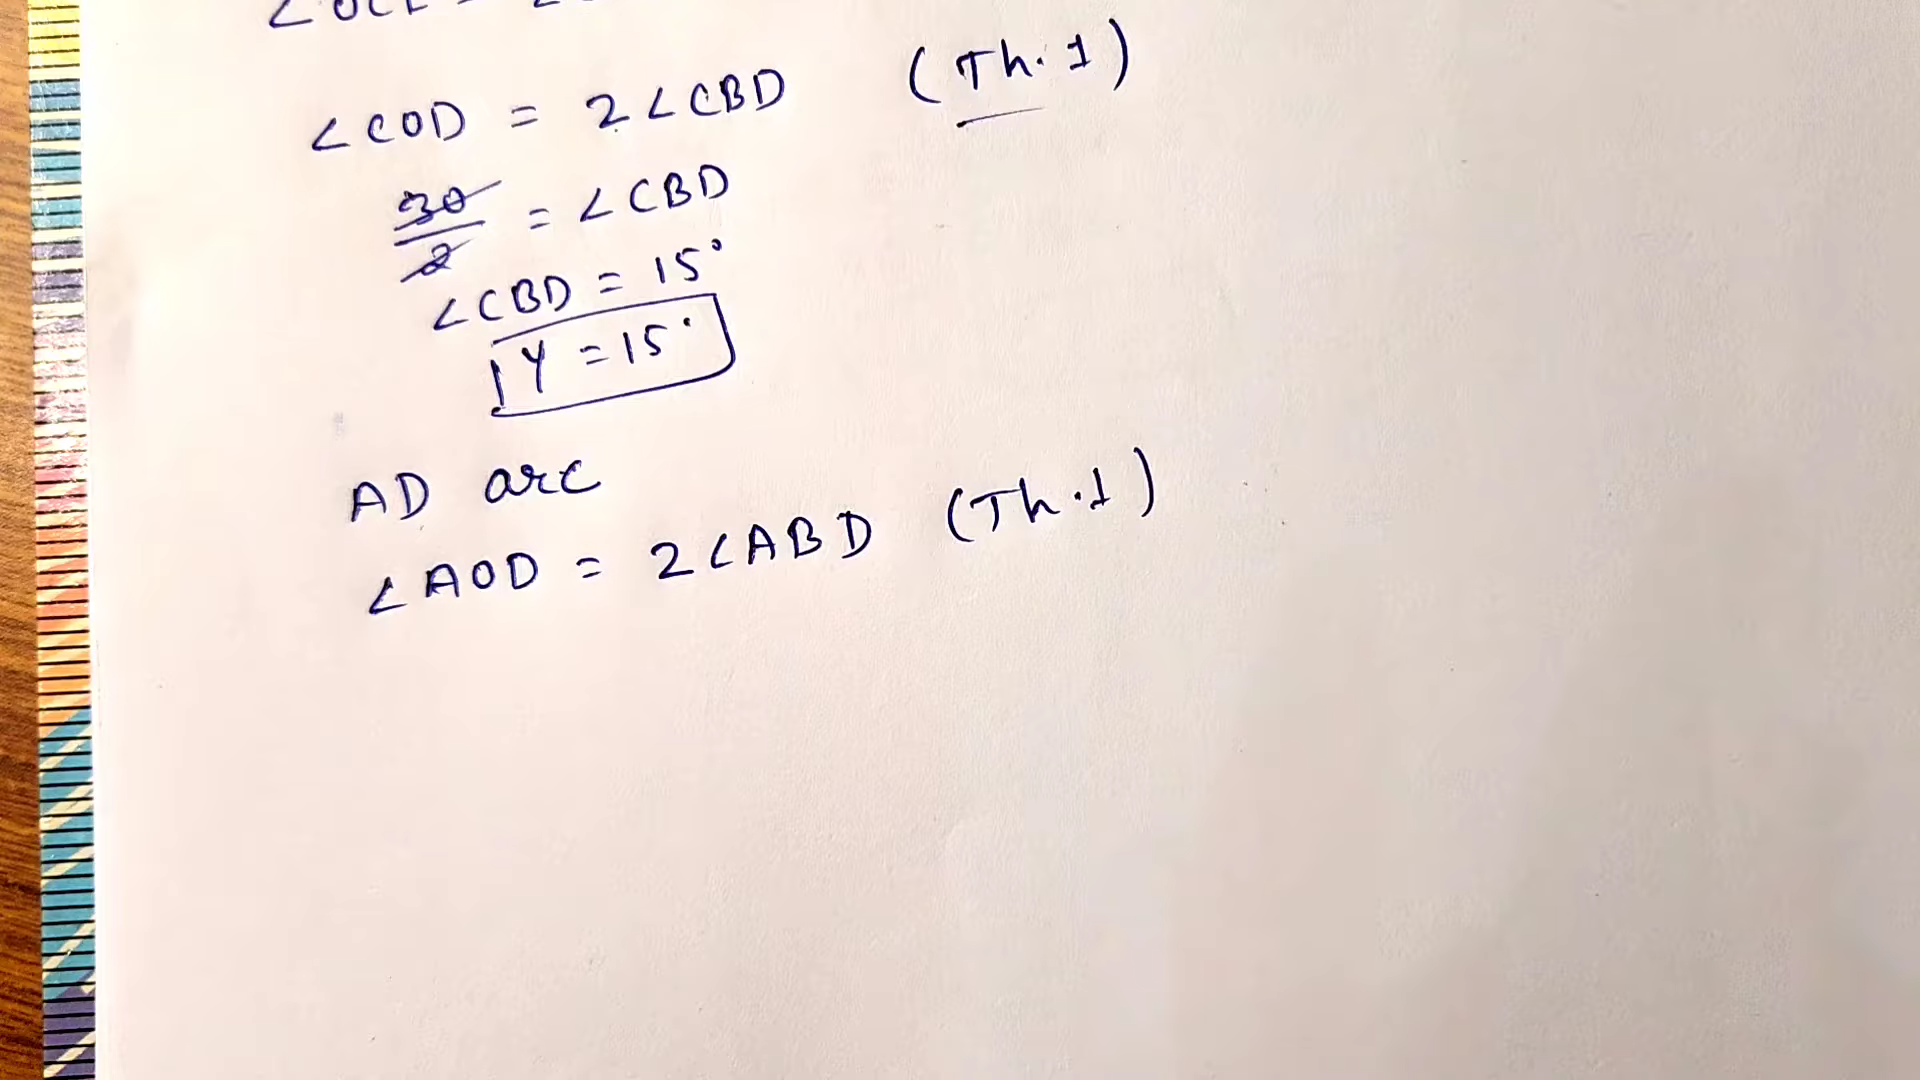 ∠COD = 2∠CBD (Th. 1)
30/2 = ∠CBD
∠CBD = 15°
Y = 15°
AD arc
∠AOD = 2∠ABD (Th. 1)